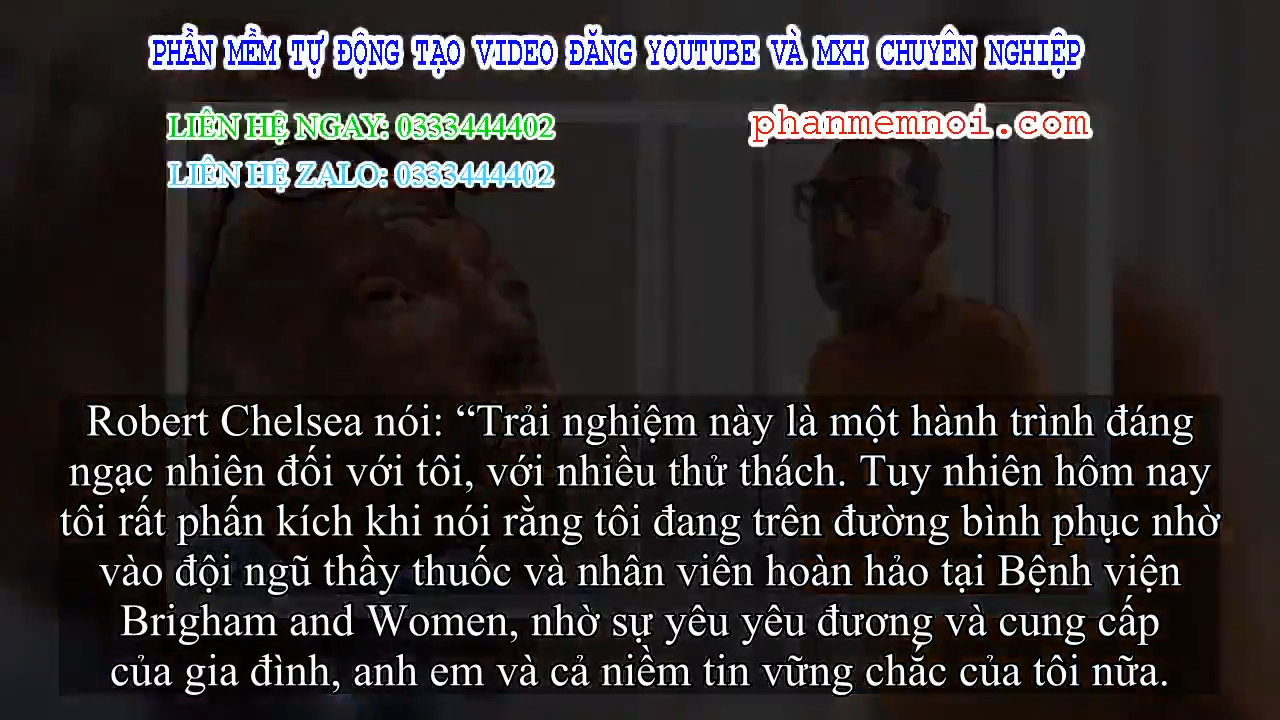 PHẦN MỀM TỰ ĐỘNG TẠO VIDEO ĐĂNG YOUTUBE VÀ MXH CHUYÊN NGHIỆP
LIÊN HỆ NGAY: 0333444402
phanmemnoi.com
LIÊN HỆ ZALO: 0333444402
Robert Chelsea nói: “Trải nghiệm này là một hành trình đáng
ngạc nhiên đối với tôi, với nhiều thử thách. Tuy nhiên hôm nay
tôi rất phấn kích khi nói rằng tôi đang trên đường bình phục nhờ
vào đội ngũ thầy thuốc và nhân viên hoàn hảo tại Bệnh viện
Brigham and Women, nhờ sự yêu yêu đương và cung cấp
của gia đình, anh em và cả niềm tin vững chắc của tôi nữa.